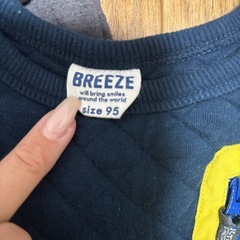 BREEZE
will bring smiles
around the world
size 95